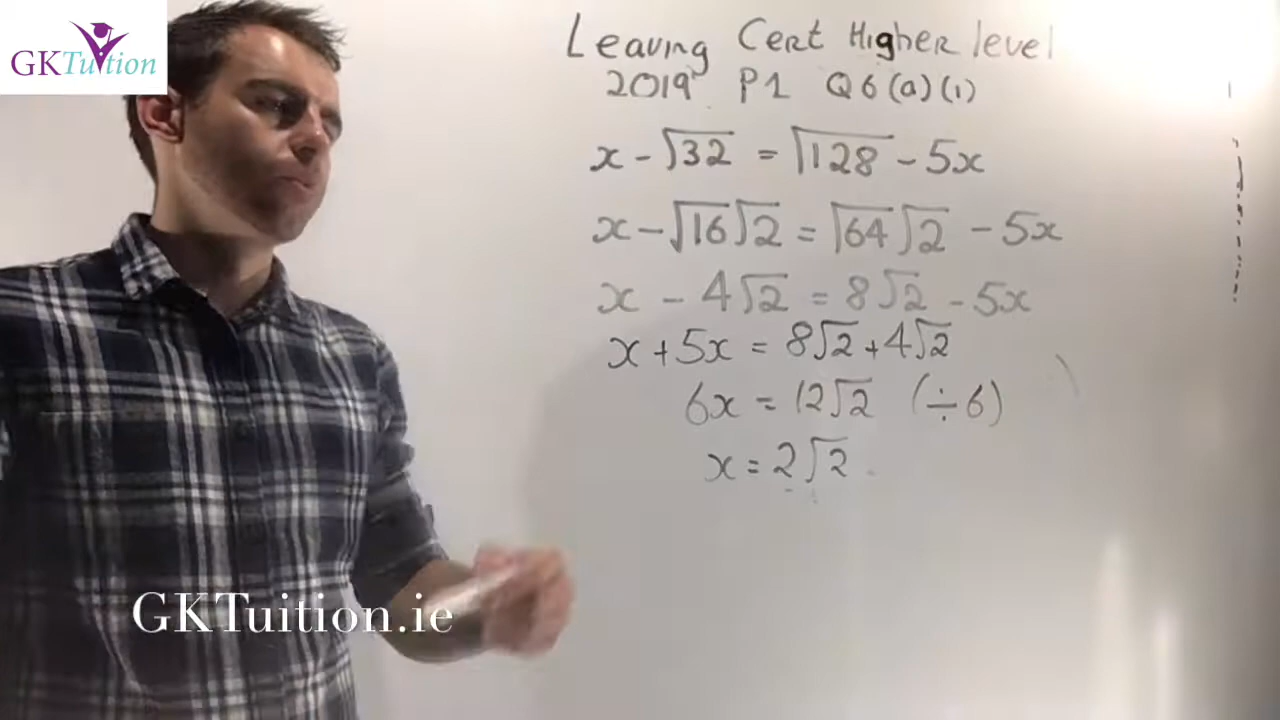 GKTuition
Leaving Cert Higher level
2019 P1 Q6(a)(i)
x - √32 = √128 - 5x
x - √16 √2 = √64 √2 - 5x
x - 4√2 = 8√2 - 5x
x + 5x = 8√2 + 4√2
6x = 12√2 (÷6)
x = 2√2
GKTuition.ie